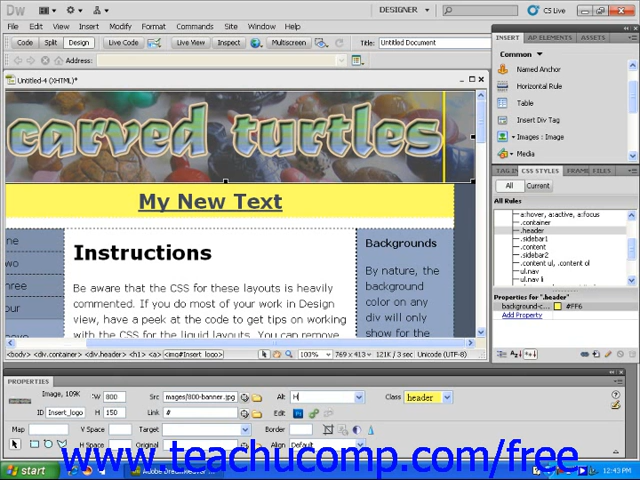 Dw
DESIGNER
CS Live
File Edit View Insert Modify Format Commands Site Window Help
Code Split Design Live Code Live View Inspect Multiscreen Title: Untitled Document
Address:
Untitled-4 (XHTML)*
carved turtles
My New Text
Instructions
Be aware that the CSS for these layouts is heavily
commented. If you do most of your work in Design
view, have a peek at the code to get tips on working
with the CSS for the liquid layouts. You can remove
Backgrounds
By nature, the
background
color on any
div will only
show for the
<body> <div.container> <div.header> <h1> <a> <img#Insert_logo>
100% 769 x 413 121K / 3 sec Unicode (UTF-8)
INSERT AP ELEMENTS ASSETS
Common
Named Anchor
Horizontal Rule
Table
Insert Div Tag
Images : Image
Media
TAG IN CSS STYLES FRAME FILES
All Current
All Rules
a:hover, a:active, a:focus
.container
.header
.sidebar1
.content
.sidebar2
.content ul, .content ol
ul.nav
ul.nav li
Properties for ".header"
background-c... #FF6
Add Property
PROPERTIES
Image, 109K W 800 Src mages/800-banner.jpg Alt H Class header
ID Insert_logo H 150 Link # Edit
Map V Space Target Border
H Space Original Align Default
www.teachucomp.com/free
start
12:43 PM